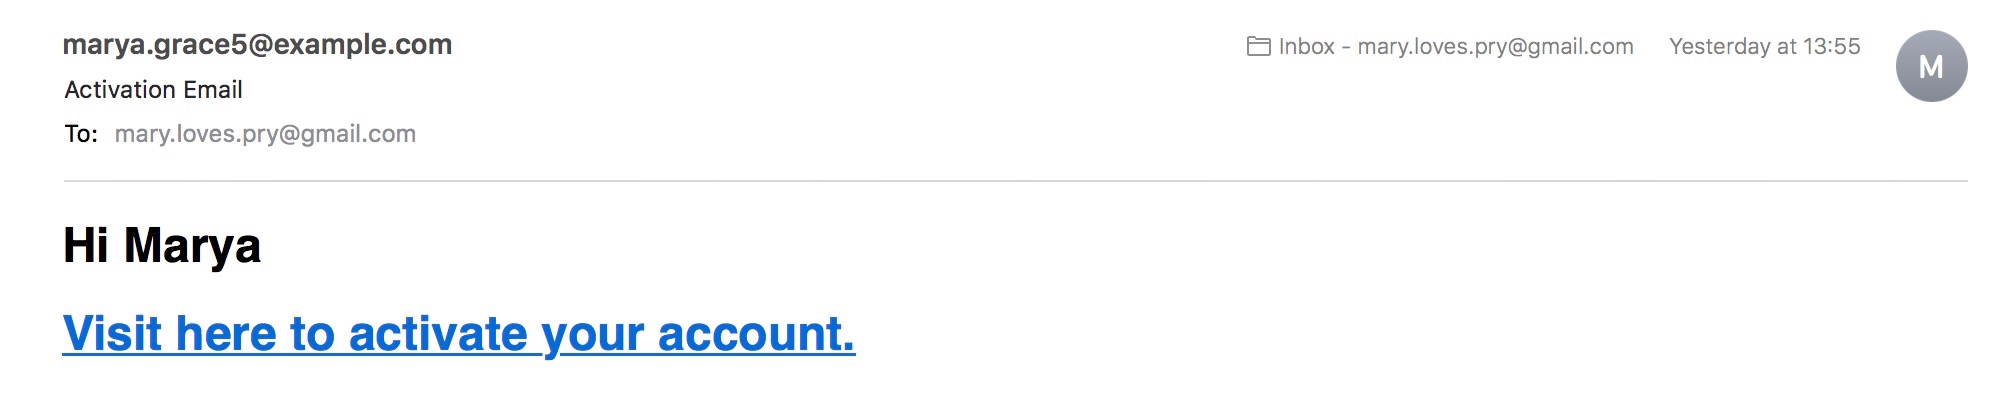 marya.grace5@example.com
Inbox - mary.loves.pry@gmail.com Yesterday at 13:55
M
Activation Email
To: mary.loves.pry@gmail.com
Hi Marya
Visit here to activate your account.